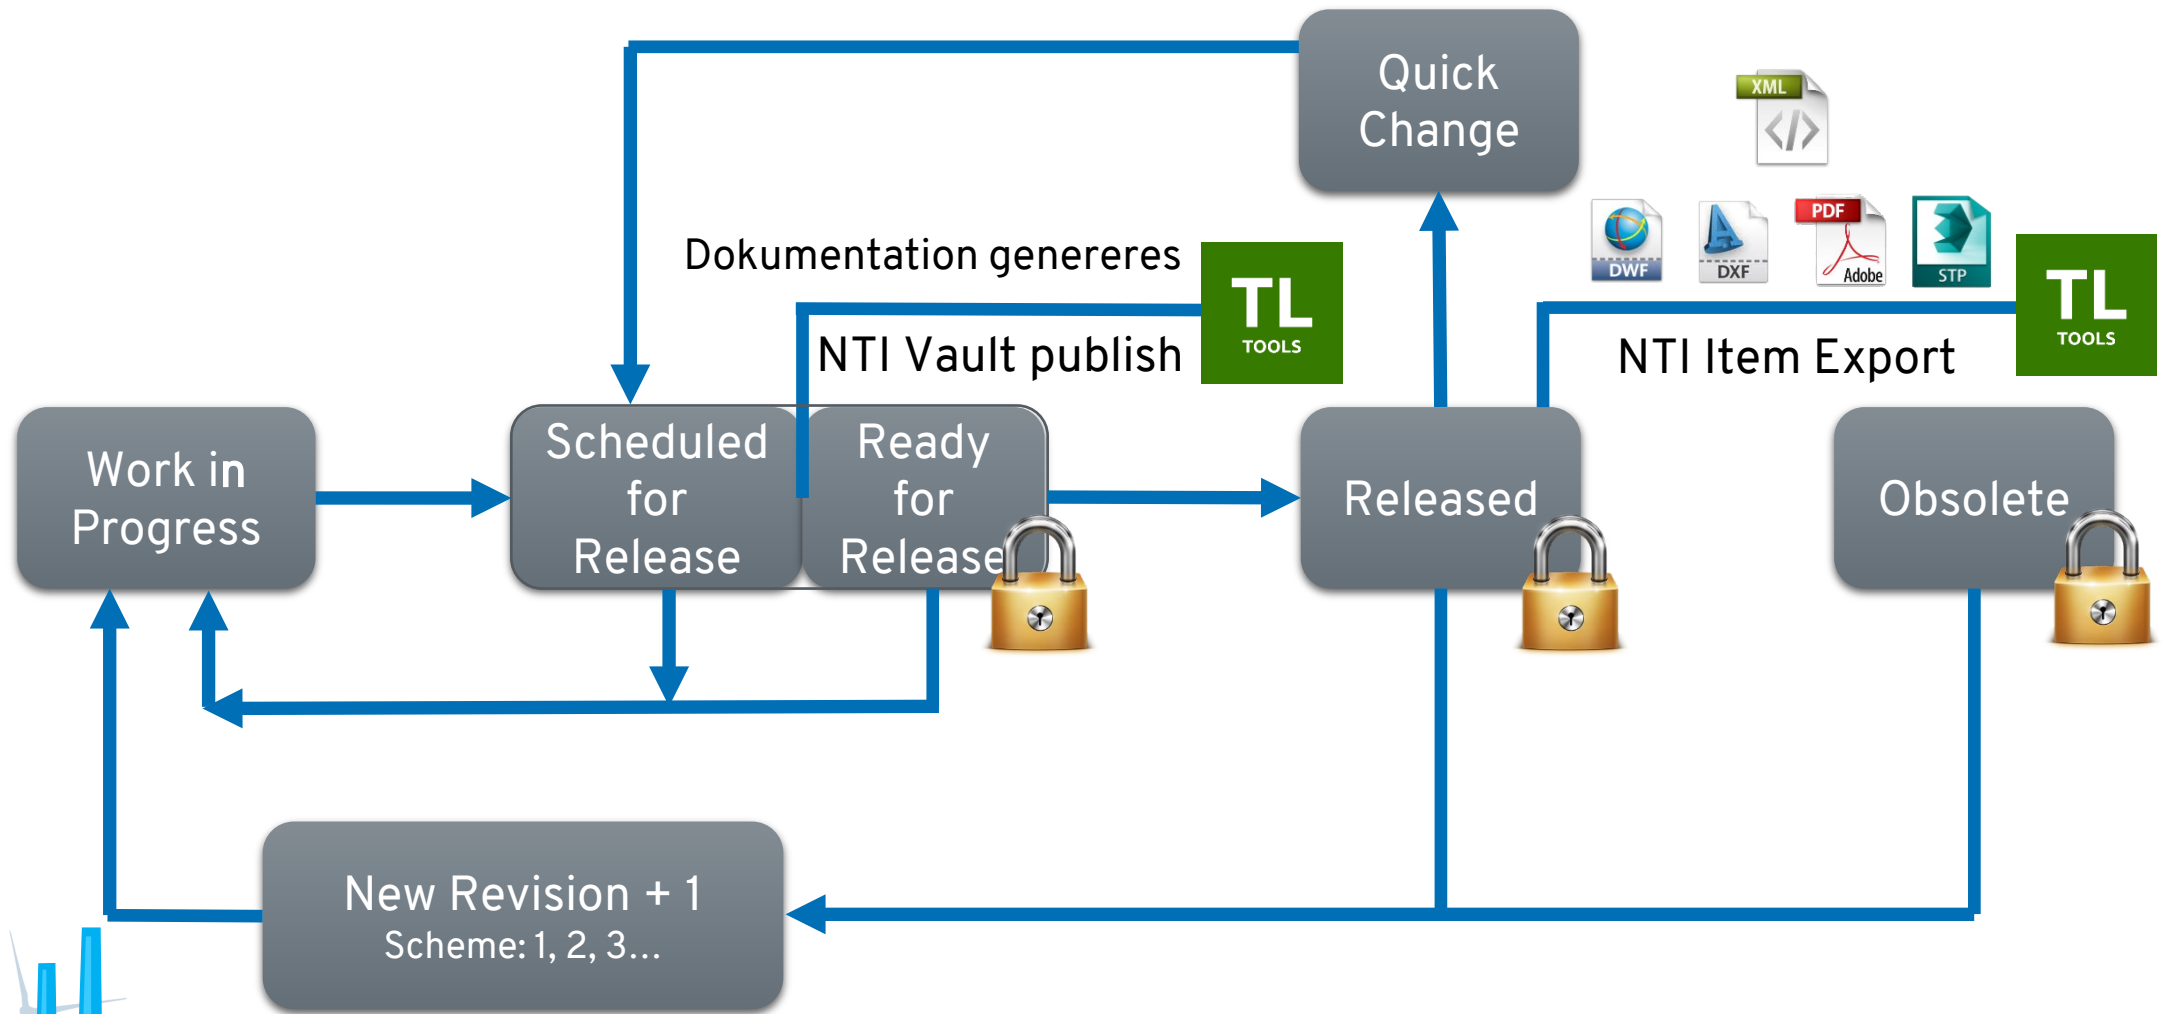 Quick
Change
XML
</>
DWF
DXF
PDF
Adobe
STP
Dokumentation genereres
TL
TOOLS
NTI Vault publish
TL
TOOLS
NTI Item Export
Work in
Progress
Scheduled
for
Release
Ready
for
Release
Released
Obsolete
New Revision + 1
Scheme: 1, 2, 3...